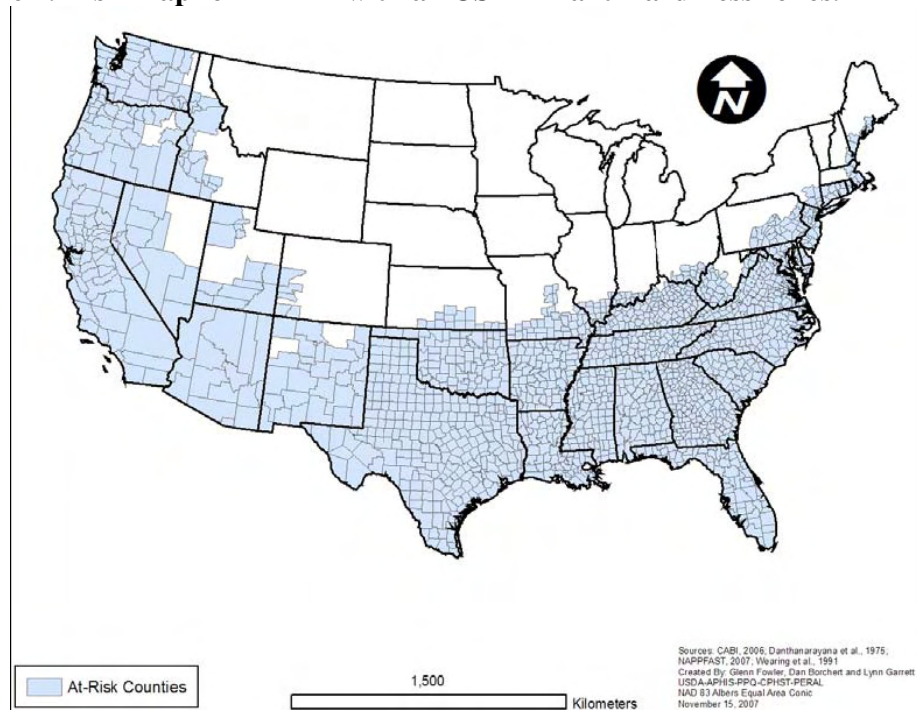 N
At-Risk Counties
1,500
Kilometers
Sources: CABI, 2006; Danthanarayana et al., 1975;
NAPPFAST, 2007; Wearing et al., 1991
Created By: Glenn Fowler, Dan Borchert and Lynn Garrett
USDA-APHIS-PPQ-CPHST-PERAL
NAD 83 Albers Equal Area Conic
November 15, 2007